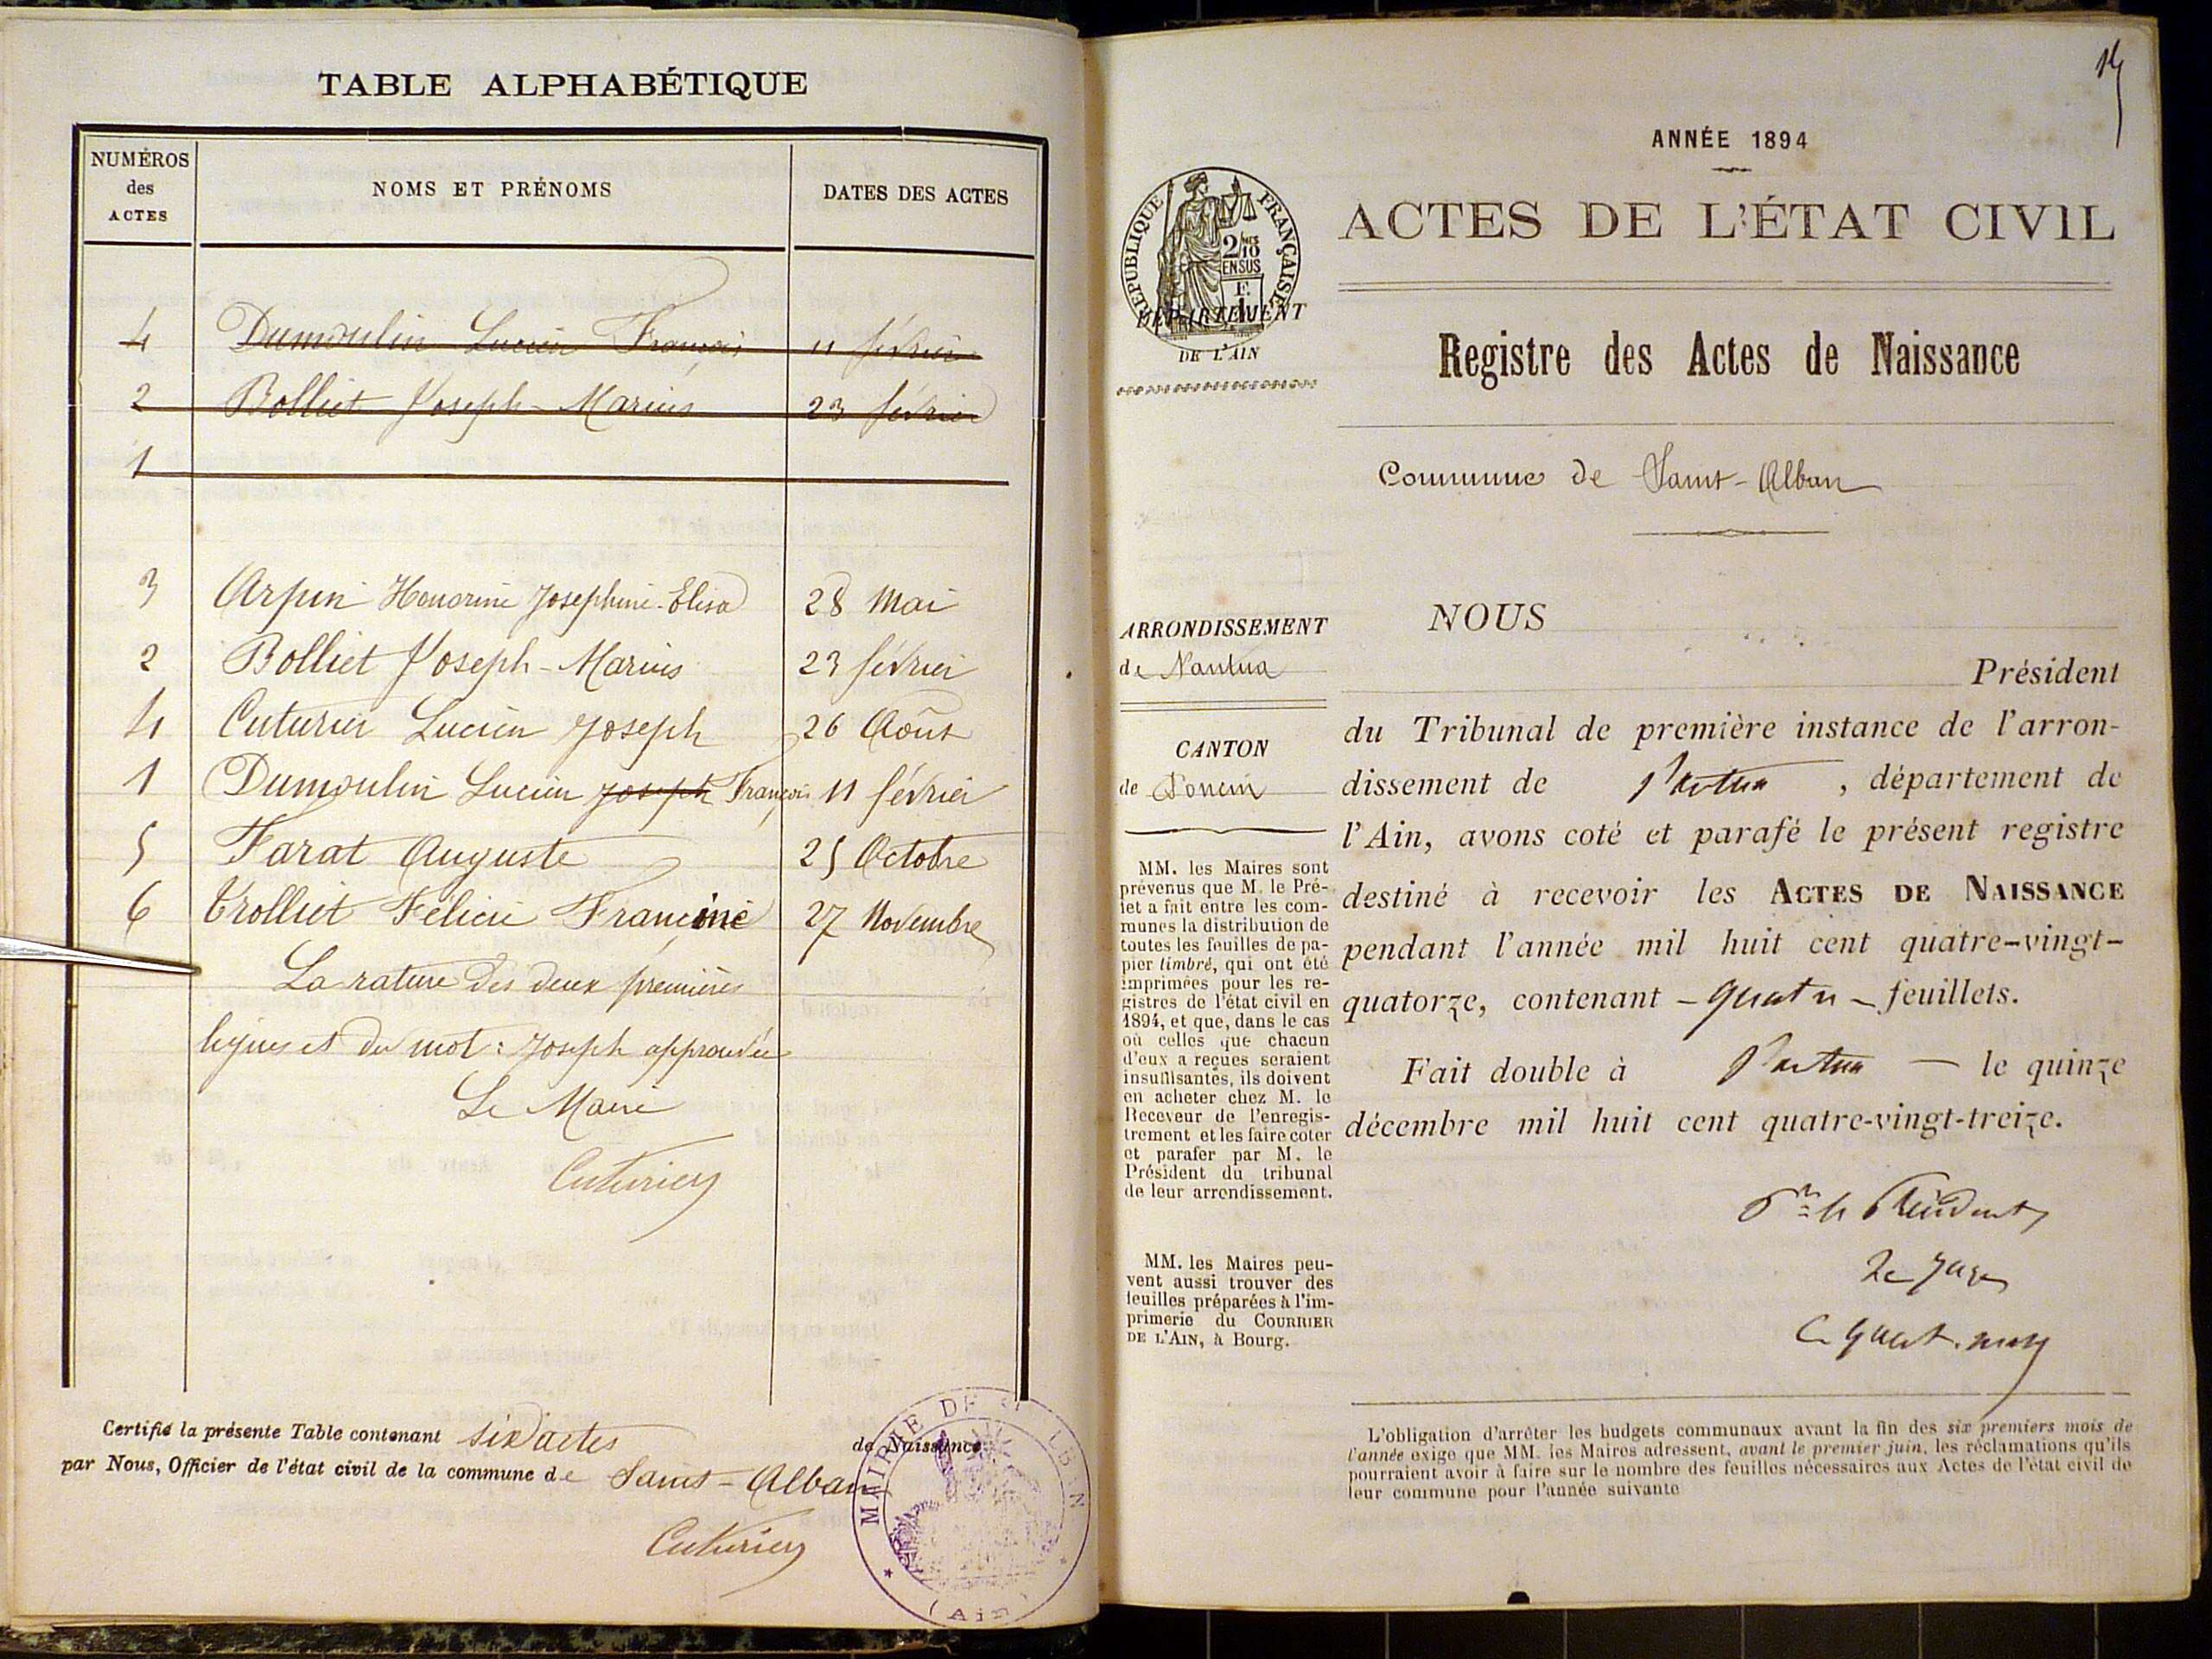 TABLE ALPHABÉTIQUE
NUMÉROS des ACTES
NOMS ET PRÉNOMS
DATES DES ACTES
4 Dumoulin Lucien François 11 février
2 Bolliet Joseph-Marius 23 février
1
3 Arpin Honorine Josephine-Elisa 28 Mai
2 Bolliet Joseph-Marius 23 février
4 Cuturier Lucien Joseph 26 Août
1 Dumoulin Lucien Joseph François 11 février
5 Farat Auguste 25 Octobre
6 Trolliet Félicie Francine 27 Novembre
La rature des deux premières
lignes et du mot : Joseph approuvée
Le Maire
Cuturier
Certifié la présente Table contenant six actes de Naissance
par Nous, Officier de l'état civil de la commune de Saint-Alban
Cuturier
MAIRIE DE ST ALBAN
(Ain)
ANNÉE 1894
RÉPUBLIQUE FRANÇAISE
2/10
EN SUS
F.
1
DÉPARTEMENT
DE L'AIN
ACTES DE L'ÉTAT CIVIL
Registre des Actes de Naissance
Commune de Saint-Alban
ARRONDISSEMENT
de Nantua
CANTON
de Poncin
MM. les Maires sont
prévenus que M. le Pré-
fet a fait entre les com-
munes la distribution de
toutes les feuilles de pa-
pier timbré, qui ont été
imprimées pour les re-
gistres de l'état civil en
1894, et que, dans le cas
où celles que chacun
d'eux a reçues seraient
insuffisantes, ils doivent
en acheter chez M. le
Receveur de l'enregis-
trement et les faire coter
et parafer par M. le
Président du tribunal
de leur arrondissement.
MM. les Maires peu-
vent aussi trouver des
feuilles préparées à l'im-
primerie du COURRIER
DE L'AIN, à Bourg.
NOUS
Président
du Tribunal de première instance de l'arron-
dissement de Nantua, département de
l'Ain, avons coté et parafé le présent registre
destiné à recevoir les ACTES DE NAISSANCE
pendant l'année mil huit cent quatre-vingt-
quatorze, contenant - quatre - feuillets.
Fait double à Nantua — le quinze
décembre mil huit cent quatre-vingt-treize.
Pr le Président
Le Juge
L'obligation d'arrêter les budgets communaux avant la fin des six premiers mois de
l'année exige que MM. les Maires adressent, avant le premier juin, les réclamations qu'ils
pourraient avoir à faire sur le nombre des feuilles nécessaires aux Actes de l'état civil de
leur commune pour l'année suivante